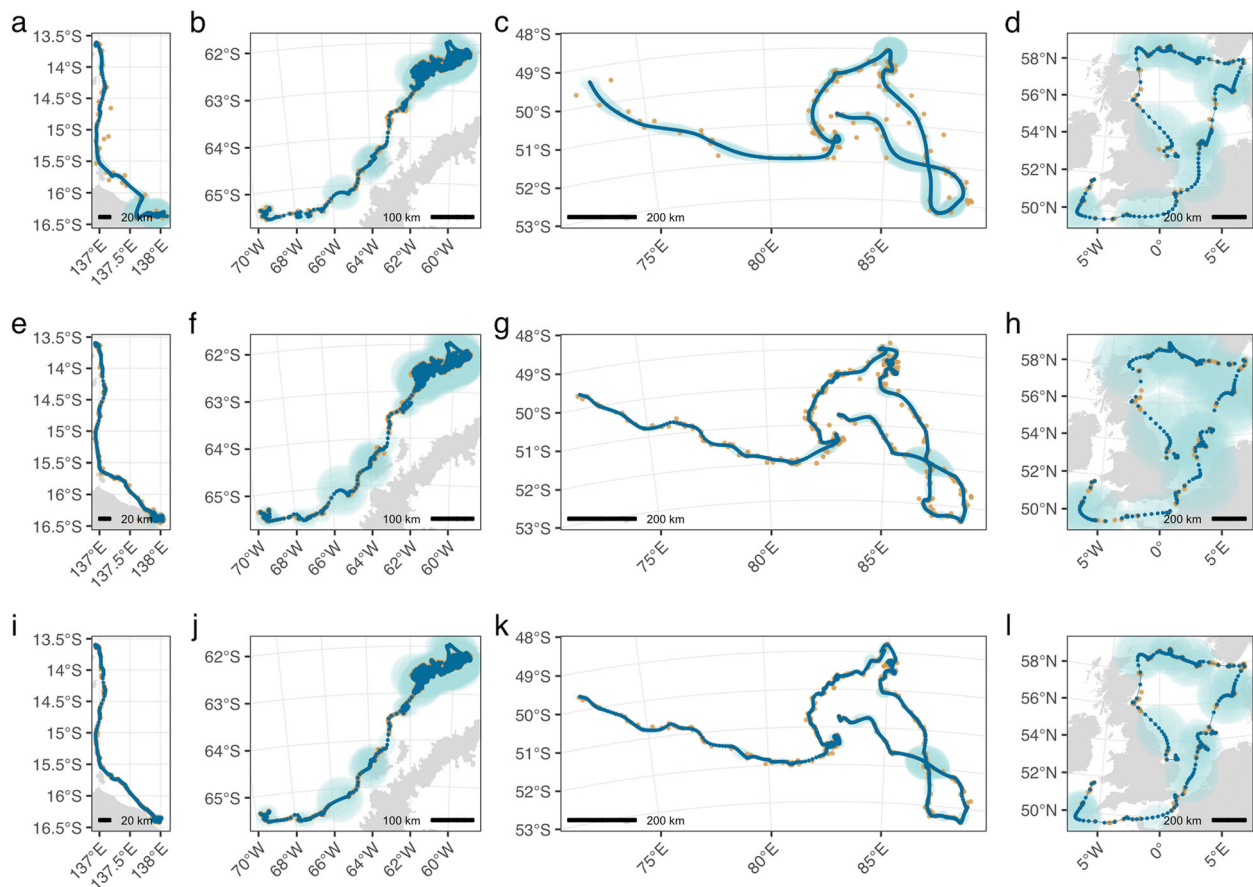 a
13.5°S
14°S
14.5°S
15°S
15.5°S
16°S
16.5°S
20 km
137°E
137.5°E
138°E
b
62°S
63°S
64°S
65°S
100 km
70°W
68°W
66°W
64°W
62°W
60°W
c
48°S
49°S
50°S
51°S
52°S
53°S
200 km
75°E
80°E
85°E
d
58°N
56°N
54°N
52°N
50°N
200 km
5°W
0°
5°E
e
13.5°S
14°S
14.5°S
15°S
15.5°S
16°S
16.5°S
20 km
137°E
137.5°E
138°E
f
62°S
63°S
64°S
65°S
100 km
70°W
68°W
66°W
64°W
62°W
60°W
g
48°S
49°S
50°S
51°S
52°S
53°S
200 km
75°E
80°E
85°E
h
58°N
56°N
54°N
52°N
50°N
200 km
5°W
0°
5°E
i
13.5°S
14°S
14.5°S
15°S
15.5°S
16°S
16.5°S
20 km
137°E
137.5°E
138°E
j
62°S
63°S
64°S
65°S
100 km
70°W
68°W
66°W
64°W
62°W
60°W
k
48°S
49°S
50°S
51°S
52°S
53°S
200 km
75°E
80°E
85°E
l
58°N
56°N
54°N
52°N
50°N
200 km
5°W
0°
5°E